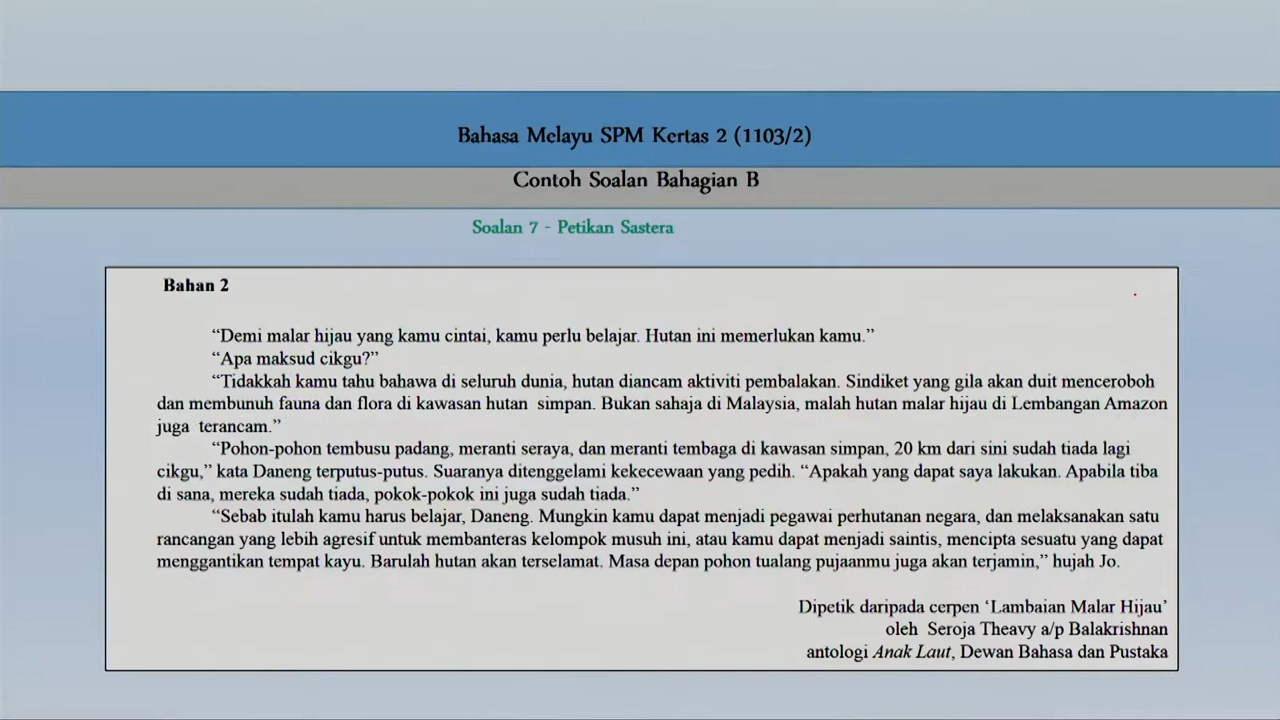 Bahasa Melayu SPM Kertas 2 (1103/2)
Contoh Soalan Bahagian B
Soalan 7 - Petikan Sastera
Bahan 2
“Demi malar hijau yang kamu cintai, kamu perlu belajar. Hutan ini memerlukan kamu.”
“Apa maksud cikgu?”
“Tidakkah kamu tahu bahawa di seluruh dunia, hutan diancam aktiviti pembalakan. Sindiket yang gila akan duit menceroboh
dan membunuh fauna dan flora di kawasan hutan simpan. Bukan sahaja di Malaysia, malah hutan malar hijau di Lembangan Amazon
juga terancam.”
“Pohon-pohon tembusu padang, meranti seraya, dan meranti tembaga di kawasan simpan, 20 km dari sini sudah tiada lagi
cikgu,” kata Daneng terputus-putus. Suaranya ditenggelami kekecewaan yang pedih. “Apakah yang dapat saya lakukan. Apabila tiba
di sana, mereka sudah tiada, pokok-pokok ini juga sudah tiada.”
“Sebab itulah kamu harus belajar, Daneng. Mungkin kamu dapat menjadi pegawai perhutanan negara, dan melaksanakan satu
rancangan yang lebih agresif untuk membanteras kelompok musuh ini, atau kamu dapat menjadi saintis, mencipta sesuatu yang dapat
menggantikan tempat kayu. Barulah hutan akan terselamat. Masa depan pohon tualang pujaanmu juga akan terjamin,” hujah Jo.
Dipetik daripada cerpen ‘Lambaian Malar Hijau’
oleh Seroja Theavy a/p Balakrishnan
antologi Anak Laut, Dewan Bahasa dan Pustaka